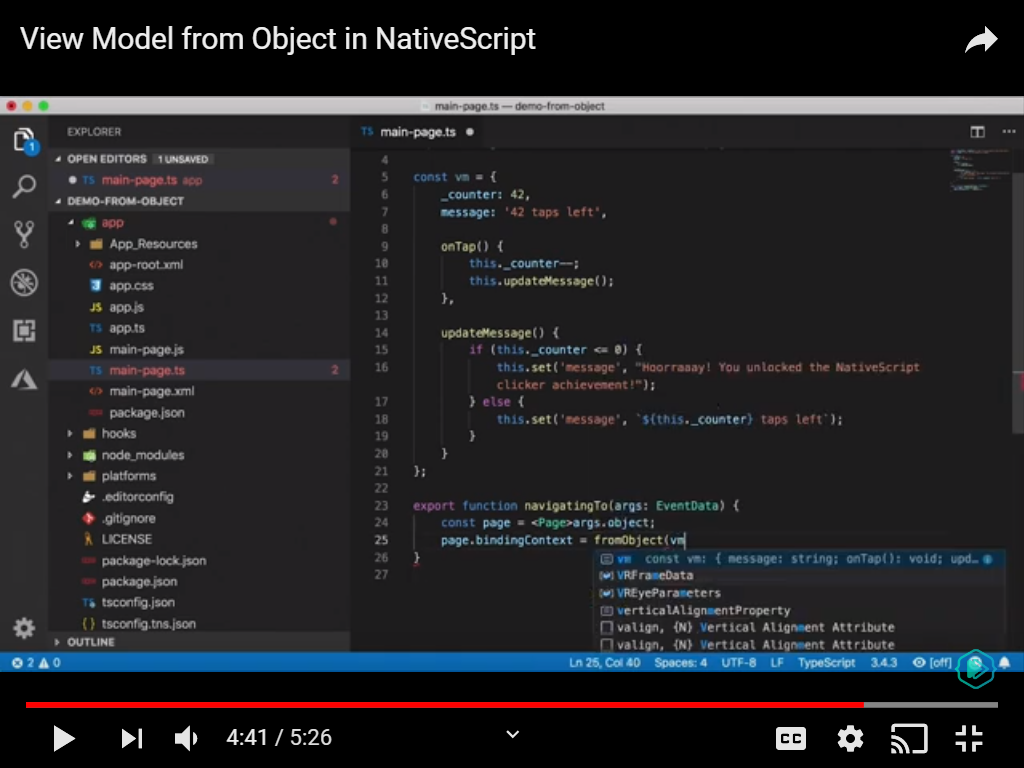 View Model from Object in NativeScript
main-page.ts — demo-from-object
EXPLORER
TS main-page.ts
OPEN EDITORS 1 UNSAVED
TS main-page.ts app 2
DEMO-FROM-OBJECT
app
App_Resources
app-root.xml
app.css
JS app.js
TS app.ts
JS main-page.js
TS main-page.ts 2
main-page.xml
package.json
hooks
node_modules
platforms
.editorconfig
.gitignore
LICENSE
package-lock.json
package.json
tsconfig.json
tsconfig.tns.json
OUTLINE
1
4
5 const vm = {
6 _counter: 42,
7 message: '42 taps left',
8
9 onTap() {
10 this._counter--;
11 this.updateMessage();
12 },
13
14 updateMessage() {
15 if (this._counter <= 0) {
16 this.set('message', "Hoorraaay! You unlocked the NativeScript
clicker achievement!");
17 } else {
18 this.set('message', `${this._counter} taps left`);
19 }
20 }
21 };
22
23 export function navigatingTo(args: EventData) {
24 const page = <Page>args.object;
25 page.bindingContext = fromObject(vm
26 }
27
vm const vm: { message: string; onTap(): void; upd…
VRFrameData
VREyeParameters
verticalAlignmentProperty
valign, {N} Vertical Alignment Attribute
valign, {N} Vertical Alignment Attribute
2 0 Ln 25, Col 40 Spaces: 4 UTF-8 LF TypeScript 3.4.3 [off]
4:41 / 5:26
CC